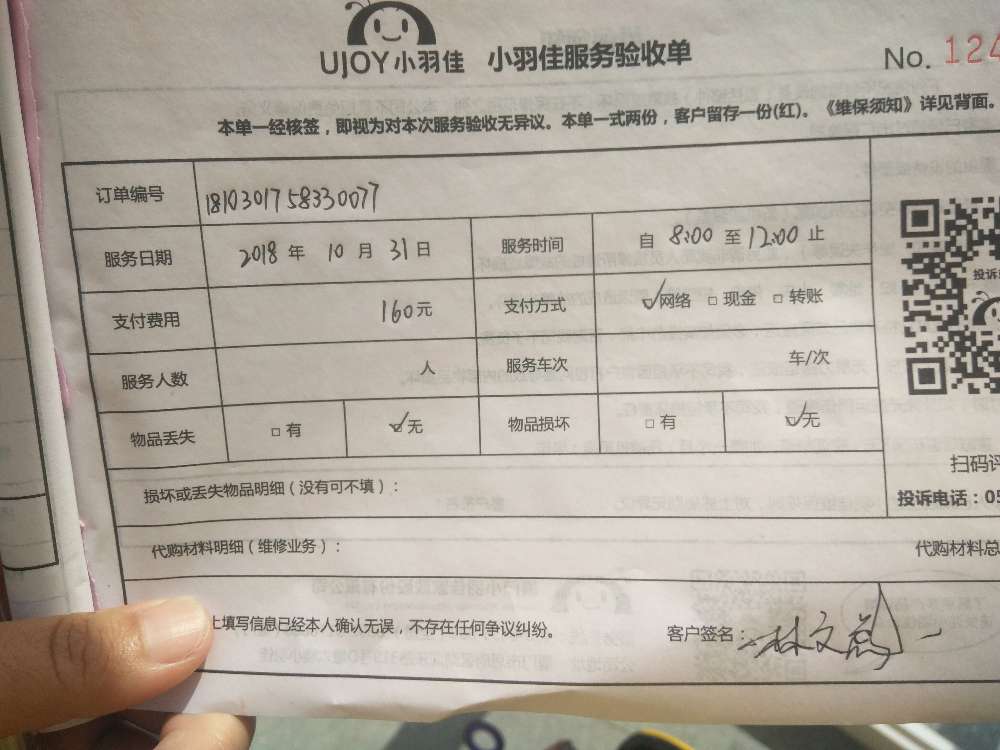 UJOY小羽佳 小羽佳服务验收单 No. 124
本单一经核签，即视为对本次服务验收无异议。本单一式两份，客户留存一份(红)。《维保须知》详见背面。
订单编号 1810301758330077
服务日期 2018 年 10 月 31 日 服务时间 自 8:00 至 12:00 止
支付费用 160元 支付方式 ☑网络 □现金 □转账
服务人数 人 服务车次 车/次
物品丢失 □有 ☑无 物品损坏 □有 ☑无
损坏或丢失物品明细（没有可不填）：
代购材料明细（维修业务）：
投诉
扫码评
投诉电话：05
代购材料总
上填写信息已经本人确认无误，不存在任何争议纠纷。 客户签名：林文